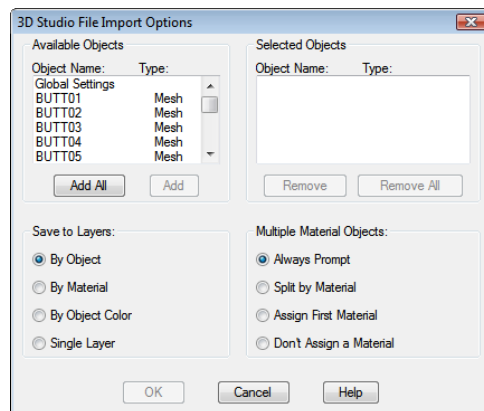 3D Studio File Import Options
Available Objects
Object Name: Type:
Global Settings
BUTT01 Mesh
BUTT02 Mesh
BUTT03 Mesh
BUTT04 Mesh
BUTT05 Mesh
Add All Add
Selected Objects
Object Name: Type:
Remove Remove All
Save to Layers:
By Object
By Material
By Object Color
Single Layer
Multiple Material Objects:
Always Prompt
Split by Material
Assign First Material
Don't Assign a Material
OK Cancel Help